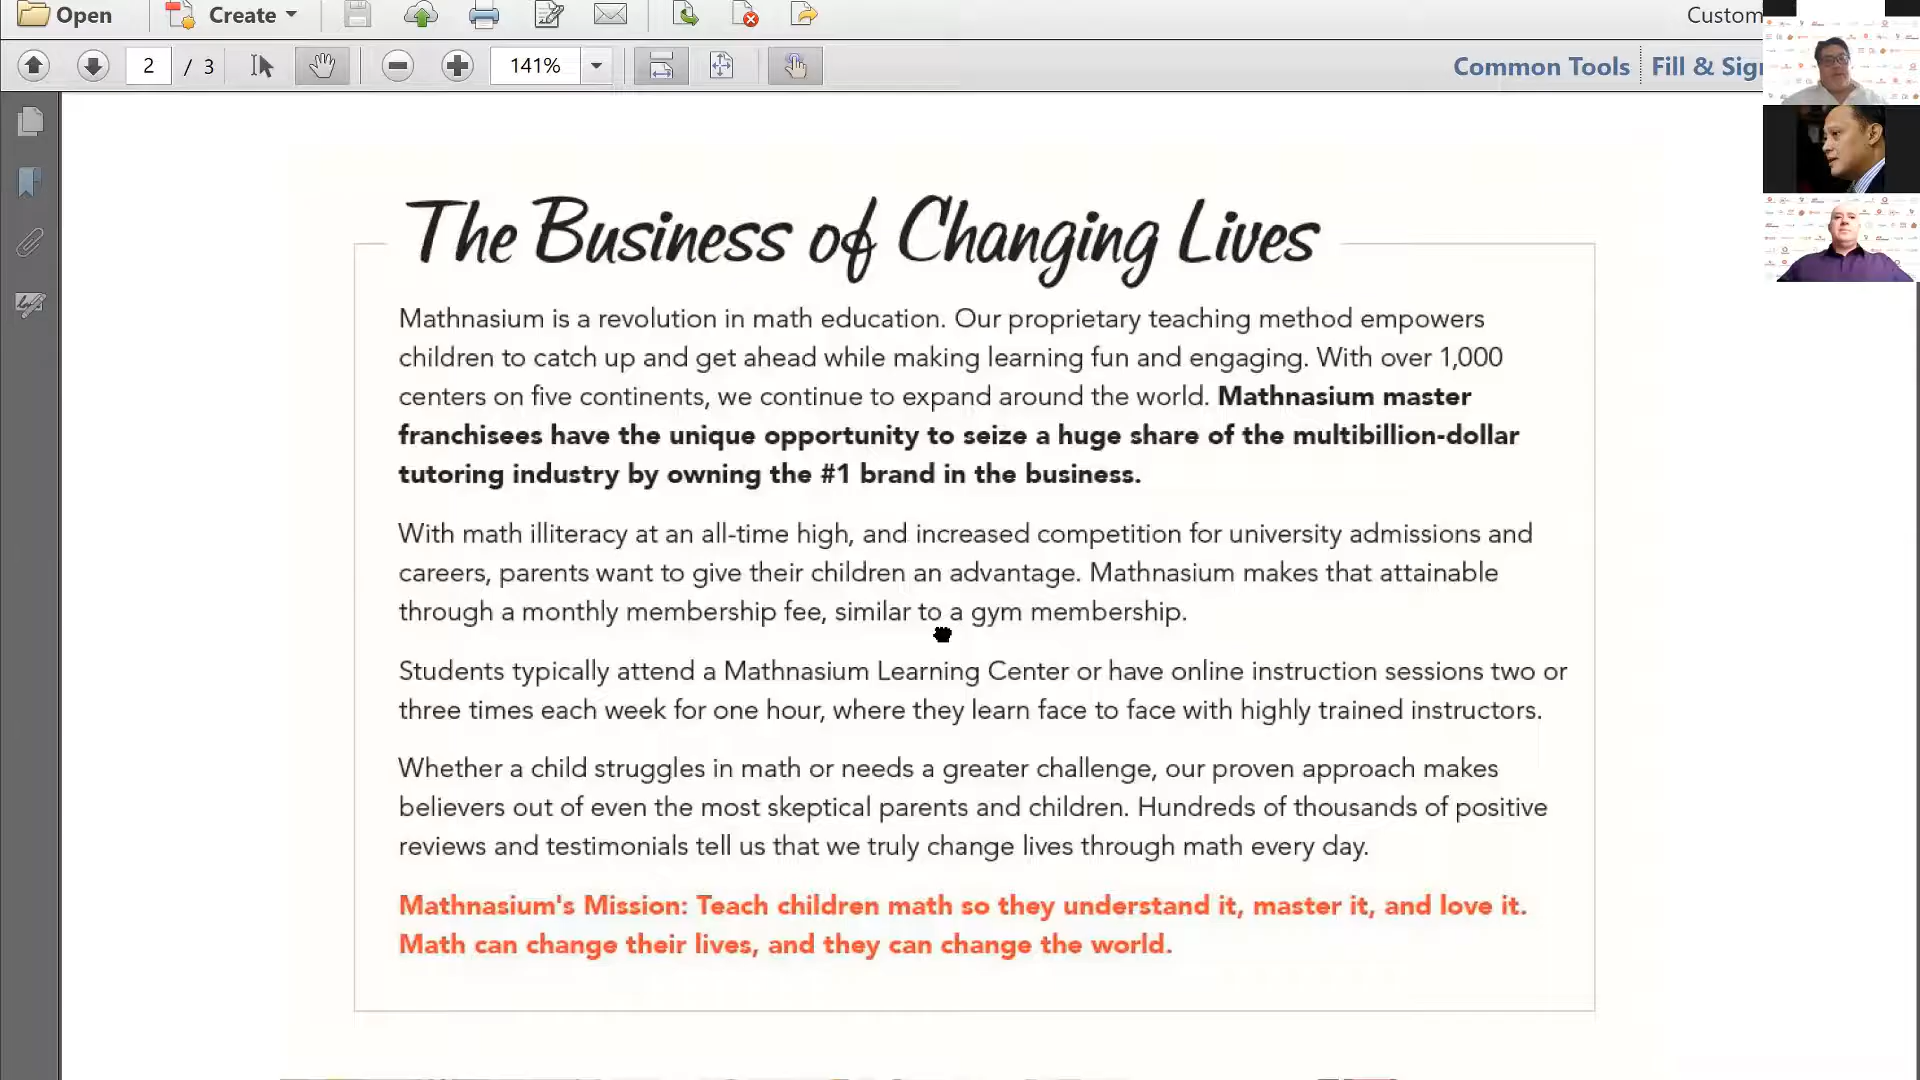 Open
Create
Custom
2 / 3
141%
Common Tools
Fill & Sign
The Business of Changing Lives
Mathnasium is a revolution in math education. Our proprietary teaching method empowers
children to catch up and get ahead while making learning fun and engaging. With over 1,000
centers on five continents, we continue to expand around the world. Mathnasium master
franchisees have the unique opportunity to seize a huge share of the multibillion-dollar
tutoring industry by owning the #1 brand in the business.
With math illiteracy at an all-time high, and increased competition for university admissions and
careers, parents want to give their children an advantage. Mathnasium makes that attainable
through a monthly membership fee, similar to a gym membership.
Students typically attend a Mathnasium Learning Center or have online instruction sessions two or
three times each week for one hour, where they learn face to face with highly trained instructors.
Whether a child struggles in math or needs a greater challenge, our proven approach makes
believers out of even the most skeptical parents and children. Hundreds of thousands of positive
reviews and testimonials tell us that we truly change lives through math every day.
Mathnasium's Mission: Teach children math so they understand it, master it, and love it.
Math can change their lives, and they can change the world.